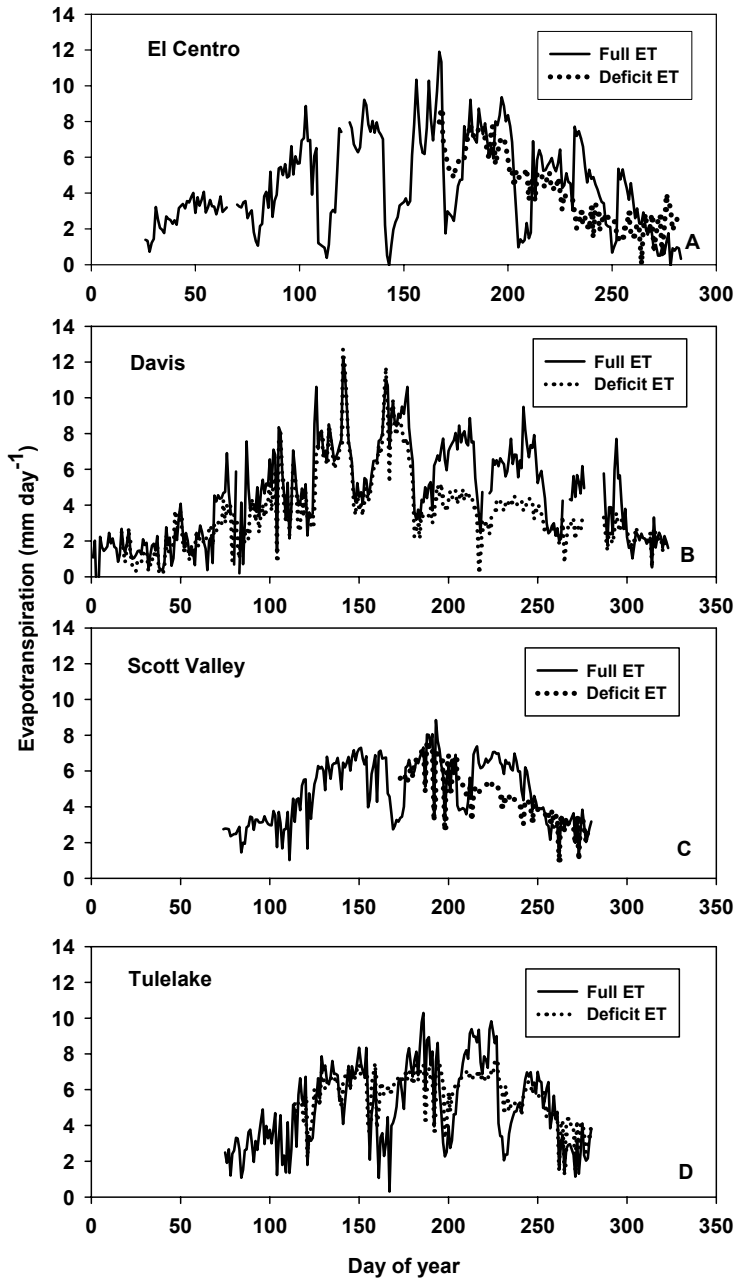 14
12
10
8
6
4
2
0
El Centro
Full ET
Deficit ET
A
0 50 100 150 200 250 300
14
12
10
8
6
4
2
0
Davis
Full ET
Deficit ET
B
0 50 100 150 200 250 300 350
Evapotranspiration (mm day-1)
14
12
10
8
6
4
2
0
Scott Valley
Full ET
Deficit ET
C
0 50 100 150 200 250 300 350
14
12
10
8
6
4
2
0
Tulelake
Full ET
Deficit ET
D
0 50 100 150 200 250 300 350
Day of year